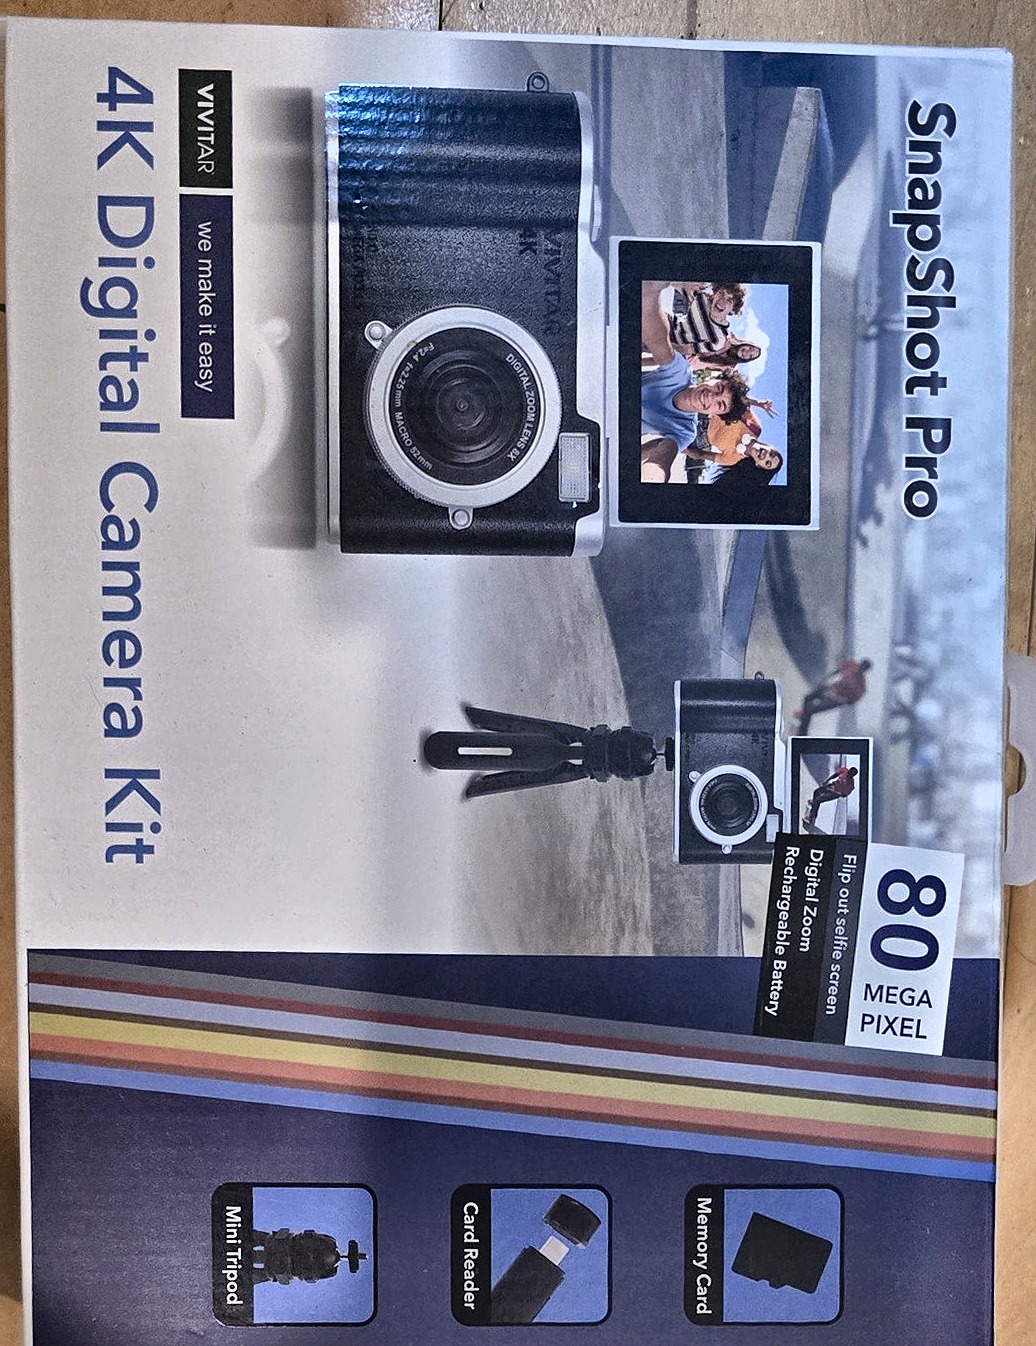 SnapShot Pro
80
MEGA
PIXEL
Flip out selfie screen
Digital Zoom
Rechargeable Battery
VIVITAR
4K
DIGITAL ZOOM LENS 8X
F=2.4 f=2.25mm MACRO 52mm
VIVITAR
we make it easy
4K Digital Camera Kit
Memory Card
Card Reader
Mini Tripod